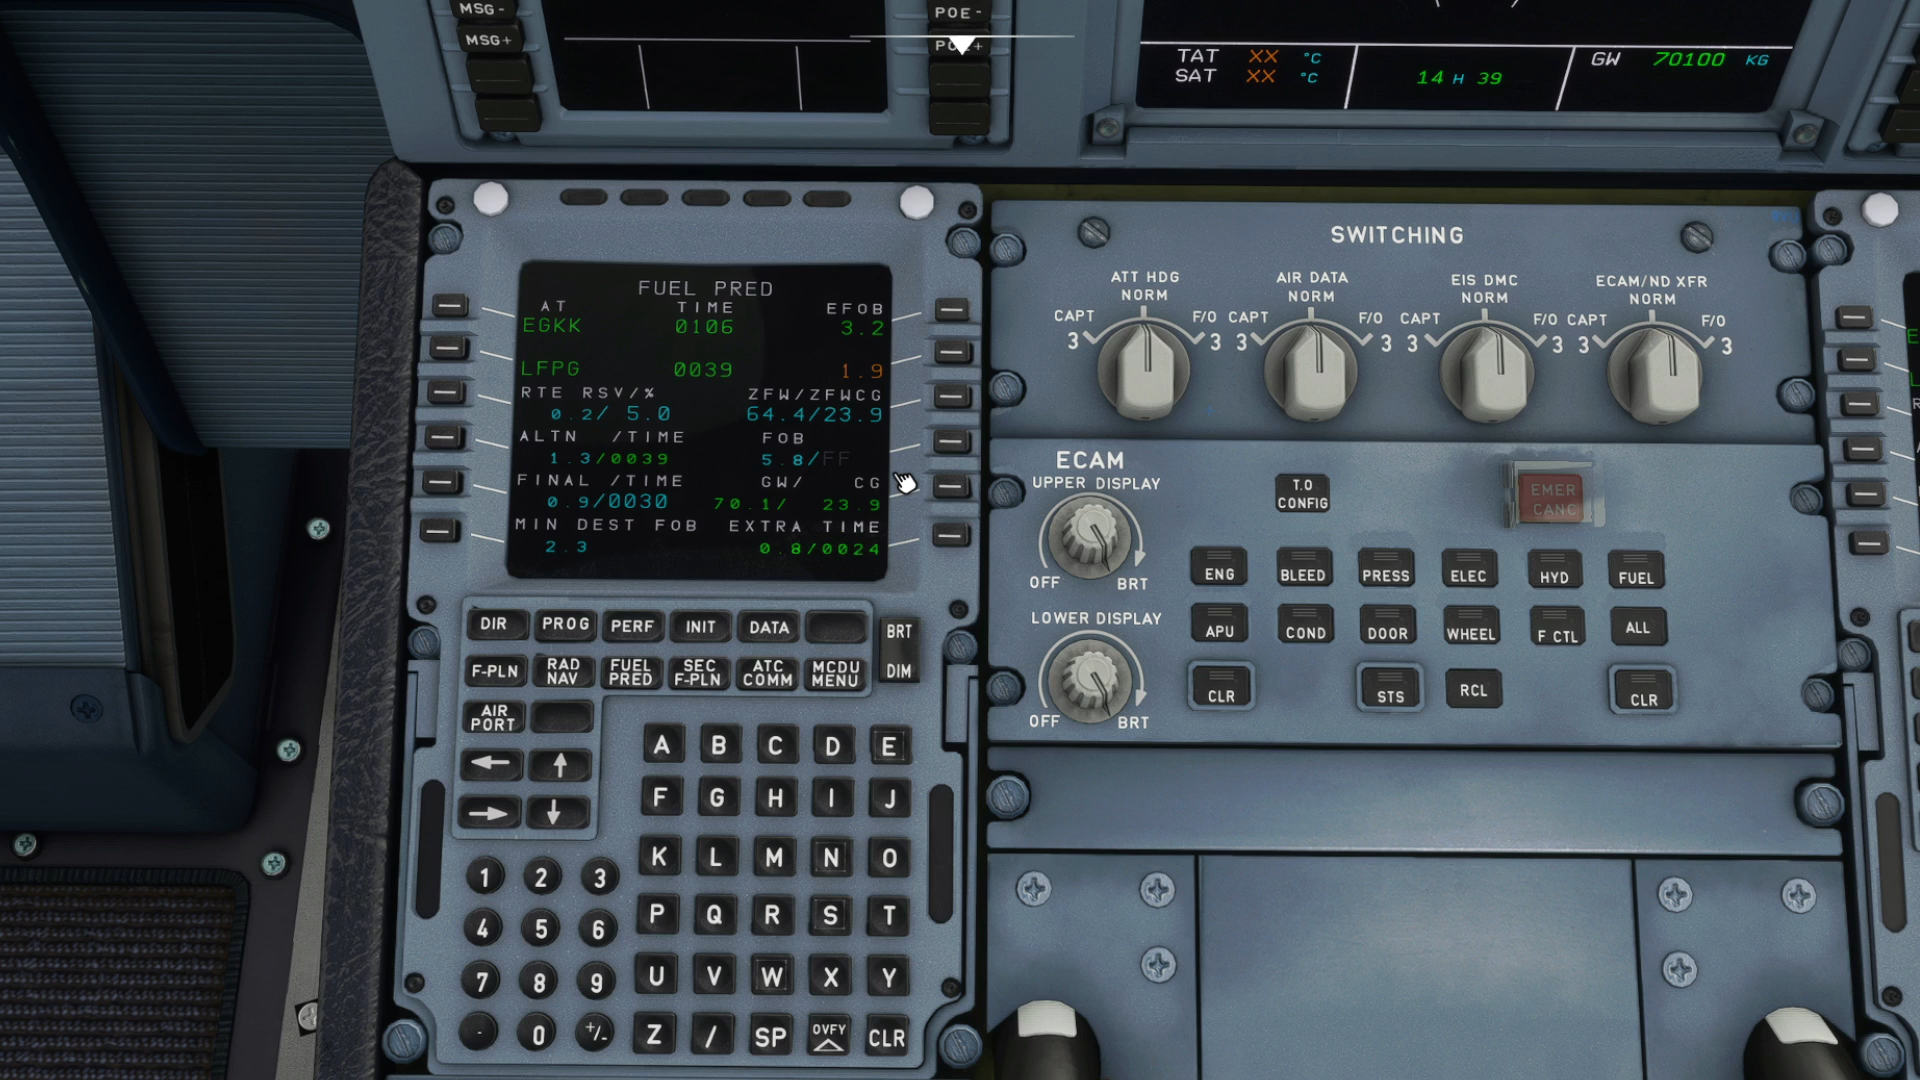 MSG-
MSG+
POE-
TAT XX °C
SAT XX °C
14 H 39
GW 70100 KG
FUEL PRED
AT TIME EFOB
EGKK 0106 3.2
LFPG 0039 1.9
RTE RSV/% ZFW/ZFWCG
0.2/ 5.0 64.4/23.9
ALTN /TIME FOB
1.3/0039 5.8/FF
FINAL /TIME GW/ CG
0.9/0030 70.1/ 23.9
MIN DEST FOB EXTRA TIME
2.3 0.8/0024
DIR PROG PERF INIT DATA
BRT
DIM
F-PLN RAD NAV FUEL PRED SEC F-PLN ATC COMM MCDU MENU
AIR PORT
← ↑
→ ↓
A B C D E
F G H I J
K L M N O
P Q R S T
U V W X Y
Z / SP OVFY CLR
1 2 3
4 5 6
7 8 9
. 0 +/-
SWITCHING
ATT HDG AIR DATA EIS DMC ECAM/ND XFR
NORM NORM NORM NORM
CAPT F/O CAPT F/O CAPT F/O CAPT F/O
3 3 3 3 3 3 3 3
ECAM
UPPER DISPLAY
OFF BRT
LOWER DISPLAY
OFF BRT
T.O
CONFIG
EMER
CANC
ENG BLEED PRESS ELEC HYD FUEL
APU COND DOOR WHEEL F CTL ALL
CLR STS RCL CLR